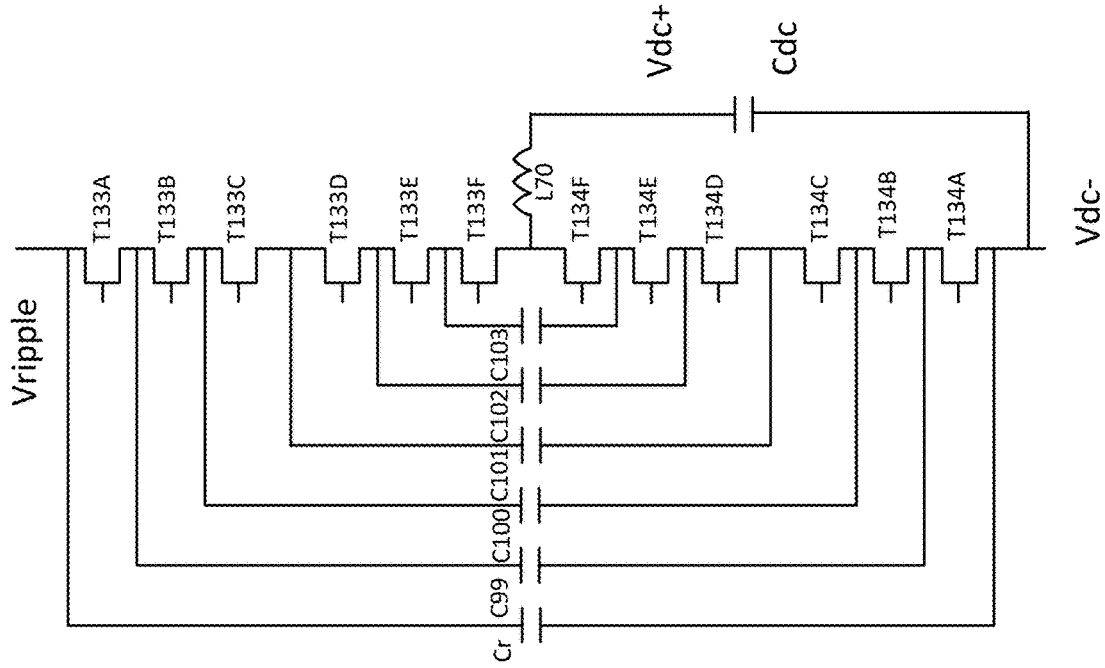 Vripple
T133A
T133B
T133C
T133D
T133E
T133F
L70
T134F
T134E
T134D
T134C
T134B
T134A
Vdc+
Cdc
Vdc-
C103
C102
C101
C100
C99
Cr